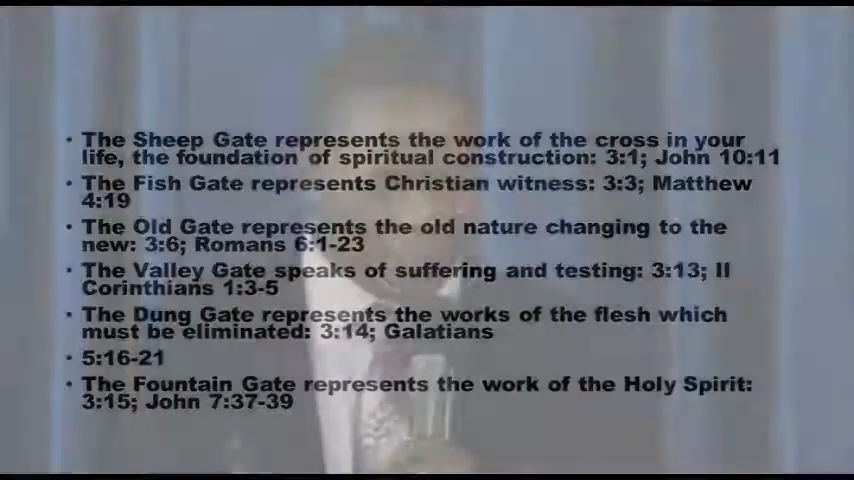 • The Sheep Gate represents the work of the cross in your
life, the foundation of spiritual construction: 3:1; John 10:11
• The Fish Gate represents Christian witness: 3:3; Matthew
4:19
• The Old Gate represents the old nature changing to the
new: 3:6; Romans 6:1-23
• The Valley Gate speaks of suffering and testing: 3:13; II
Corinthians 1:3-5
• The Dung Gate represents the works of the flesh which
must be eliminated: 3:14; Galatians
• 5:16-21
• The Fountain Gate represents the work of the Holy Spirit:
3:15; John 7:37-39